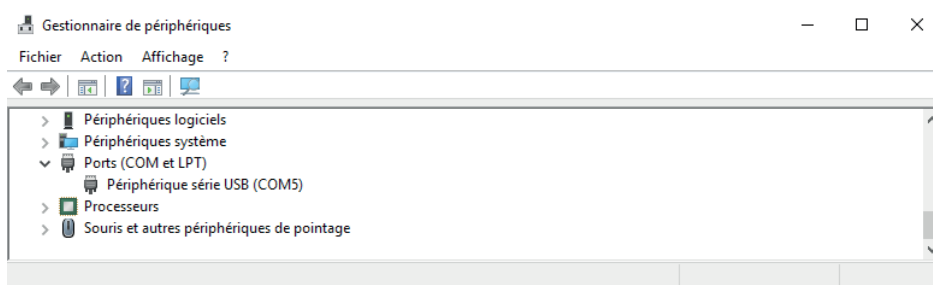 Gestionnaire de périphériques
Fichier Action Affichage ?
Périphériques logiciels
Périphériques système
Ports (COM et LPT)
Périphérique série USB (COM5)
Processeurs
Souris et autres périphériques de pointage